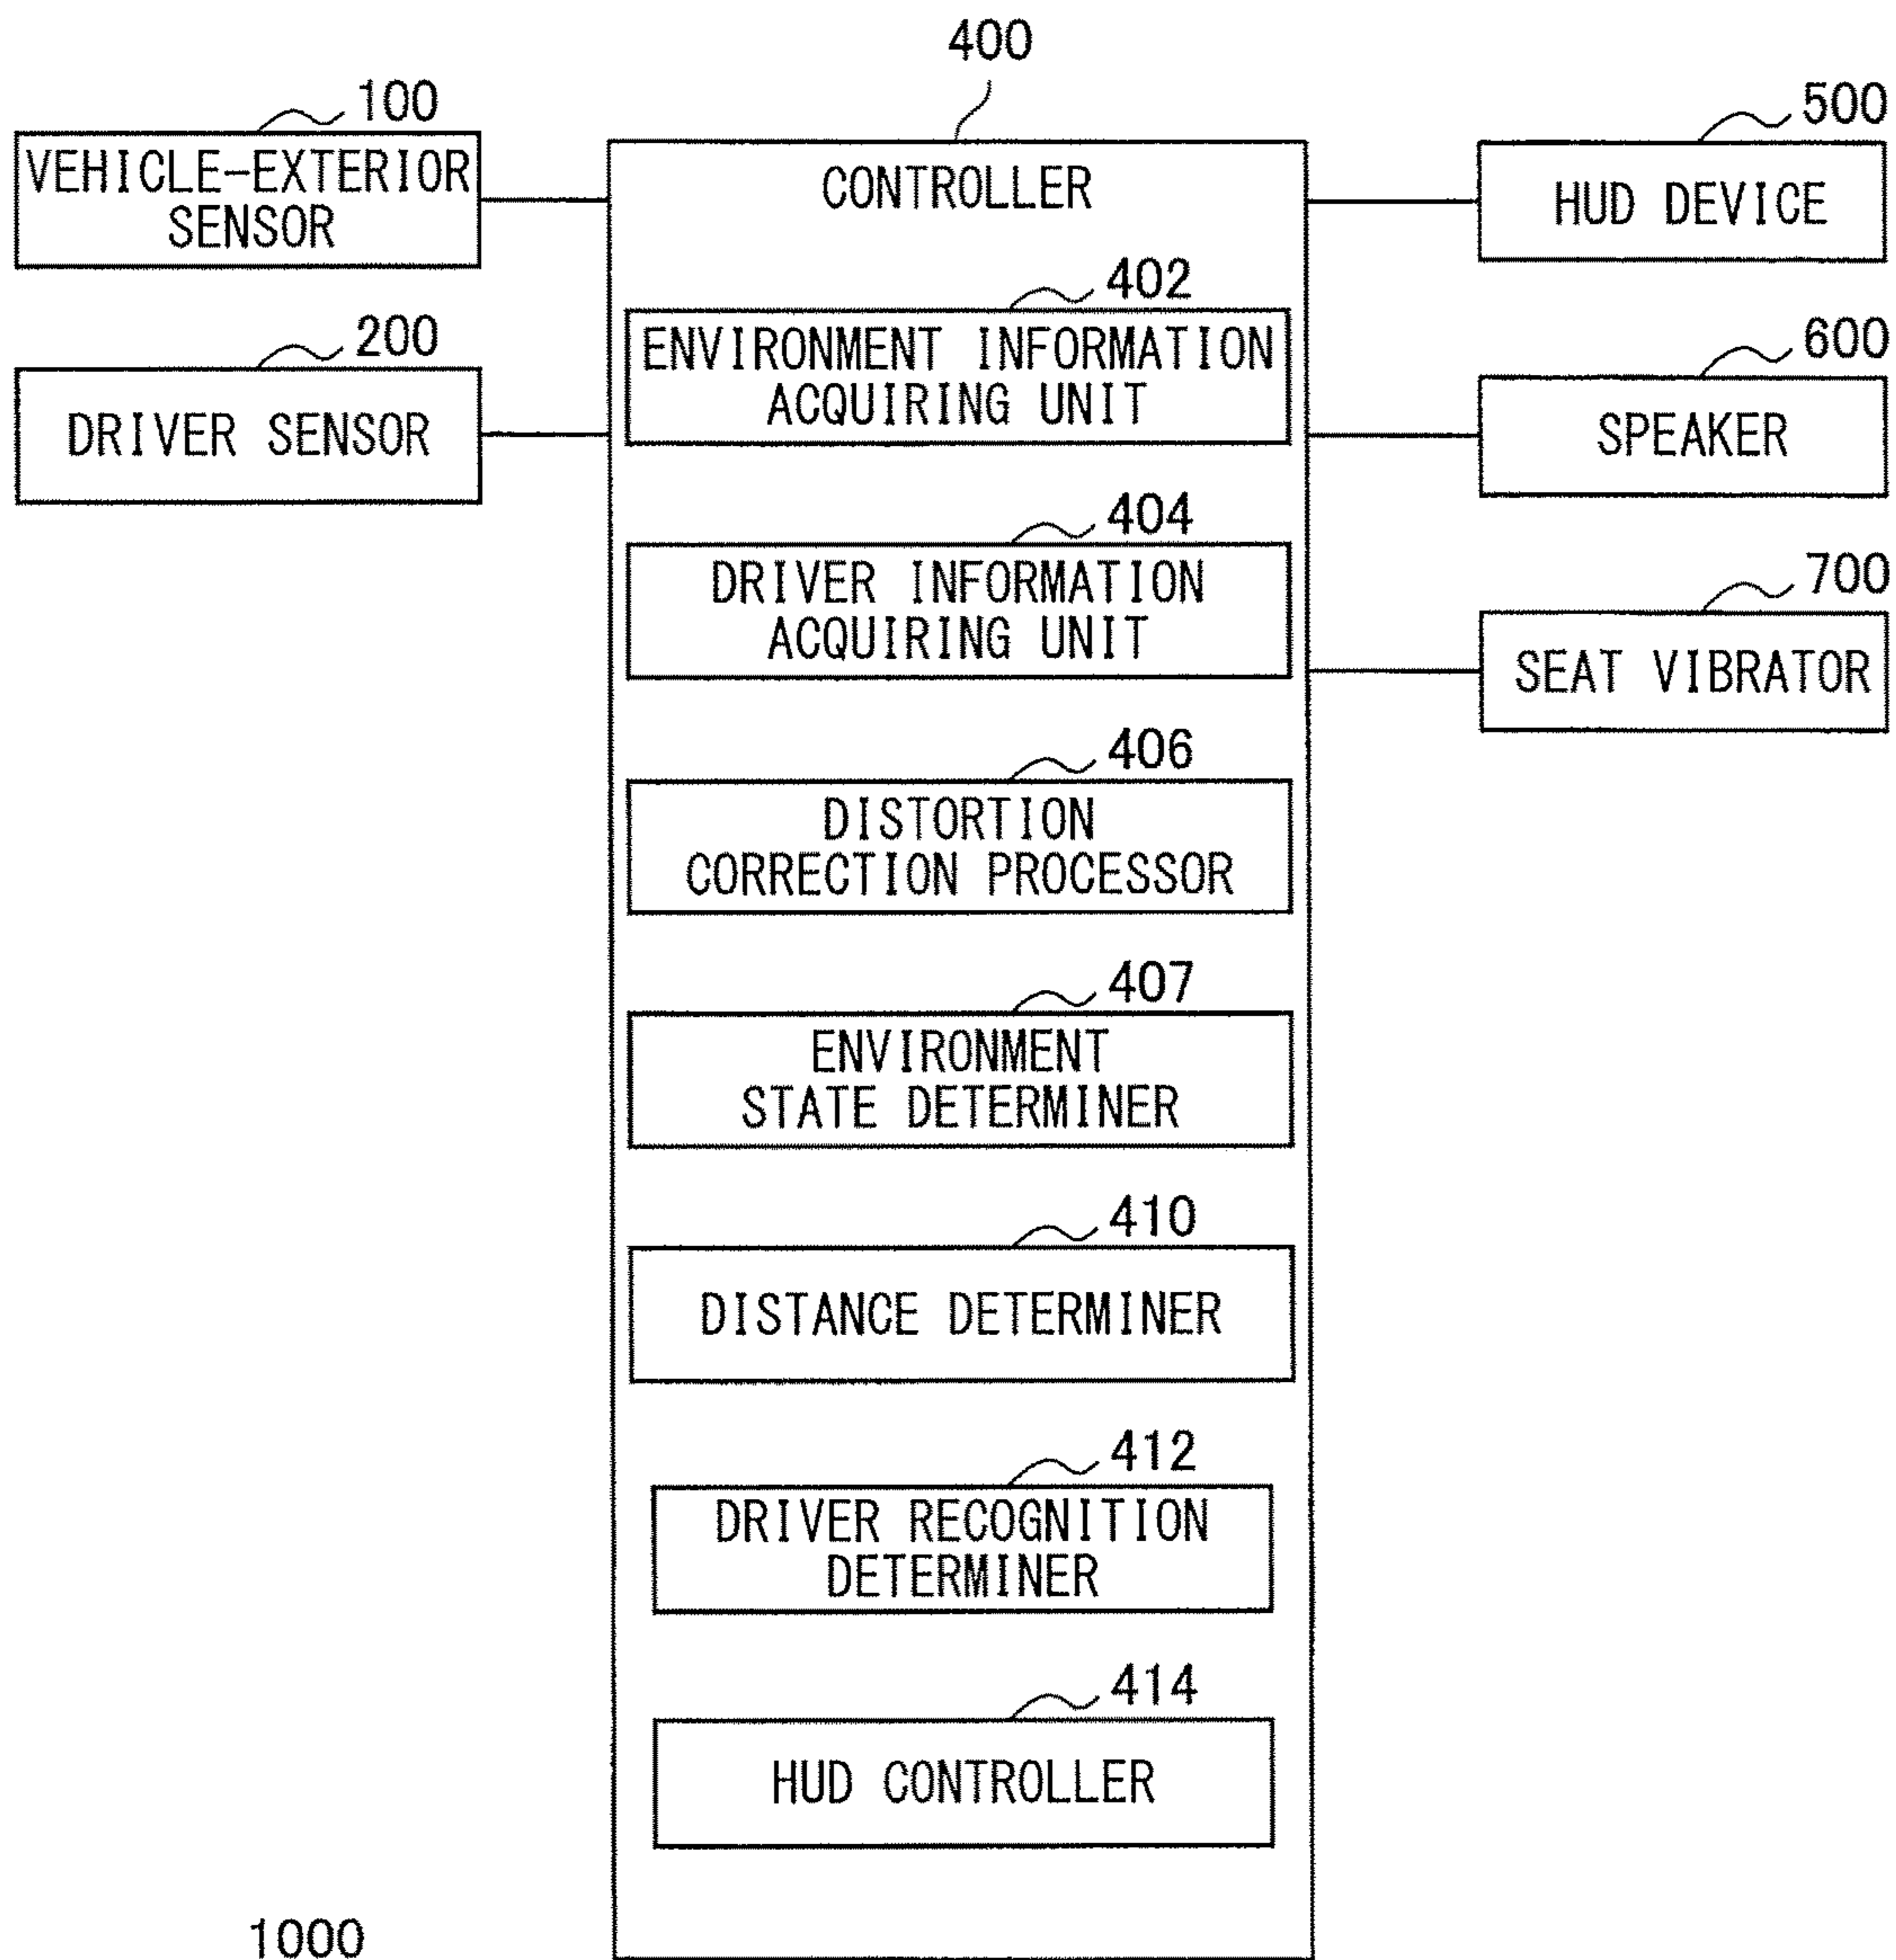 400
100
VEHICLE-EXTERIOR
SENSOR
200
DRIVER SENSOR
CONTROLLER
402
ENVIRONMENT INFORMATION
ACQUIRING UNIT
404
DRIVER INFORMATION
ACQUIRING UNIT
406
DISTORTION
CORRECTION PROCESSOR
407
ENVIRONMENT
STATE DETERMINER
410
DISTANCE DETERMINER
412
DRIVER RECOGNITION
DETERMINER
414
HUD CONTROLLER
500
HUD DEVICE
600
SPEAKER
700
SEAT VIBRATOR
1000